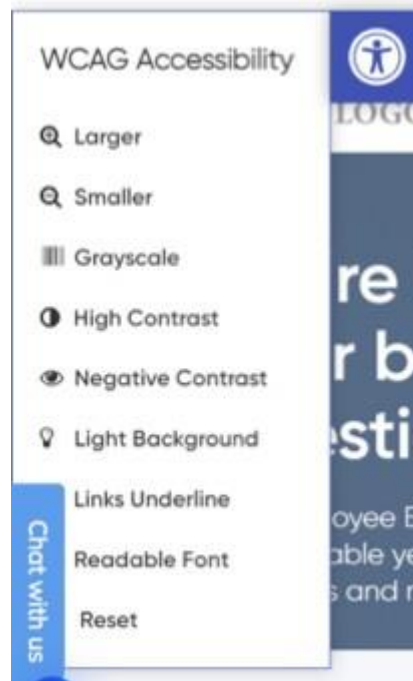 WCAG Accessibility
LOGO
Larger
Smaller
Grayscale
High Contrast
Negative Contrast
Light Background
Links Underline
Readable Font
Reset
Chat with us
re
r b
esti
oyee E
able ye
s and r